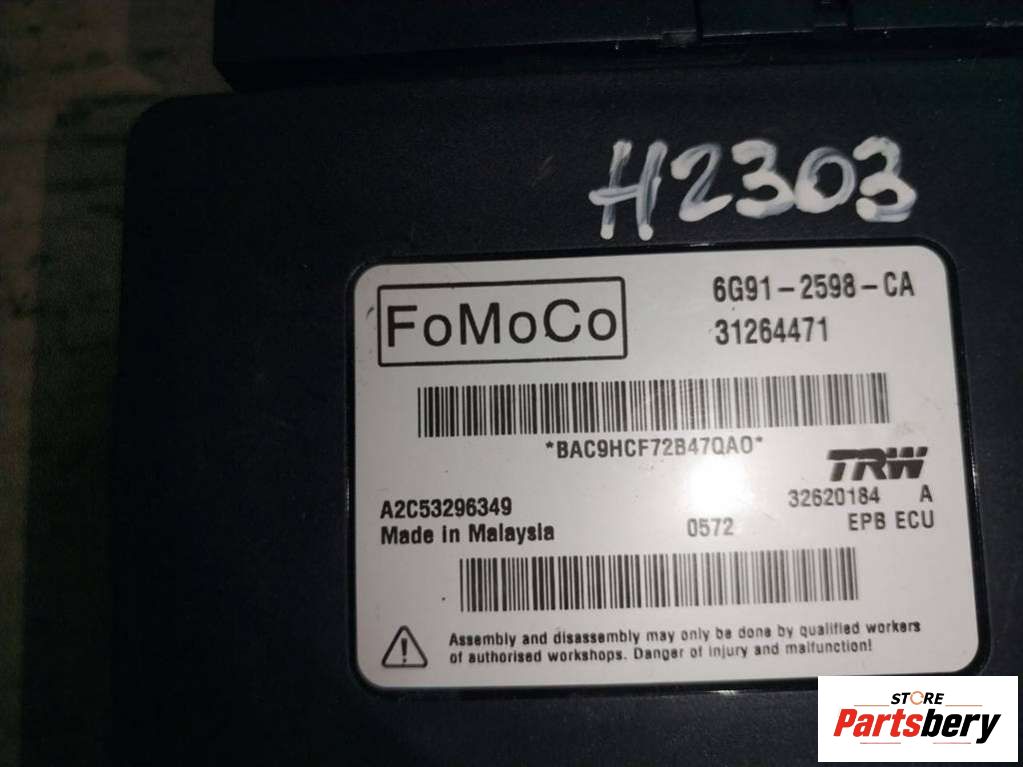 H2303
FoMoCo
6G91-2598-CA
31264471
*BAC9HCF72B47QA0*
TRW
32620184 A
A2C53296349
Made in Malaysia
0572
EPB ECU
Assembly and disassembly may only be done by qualified workers
of authorised workshops. Danger of injury and malfunction!
STORE
Partsbery